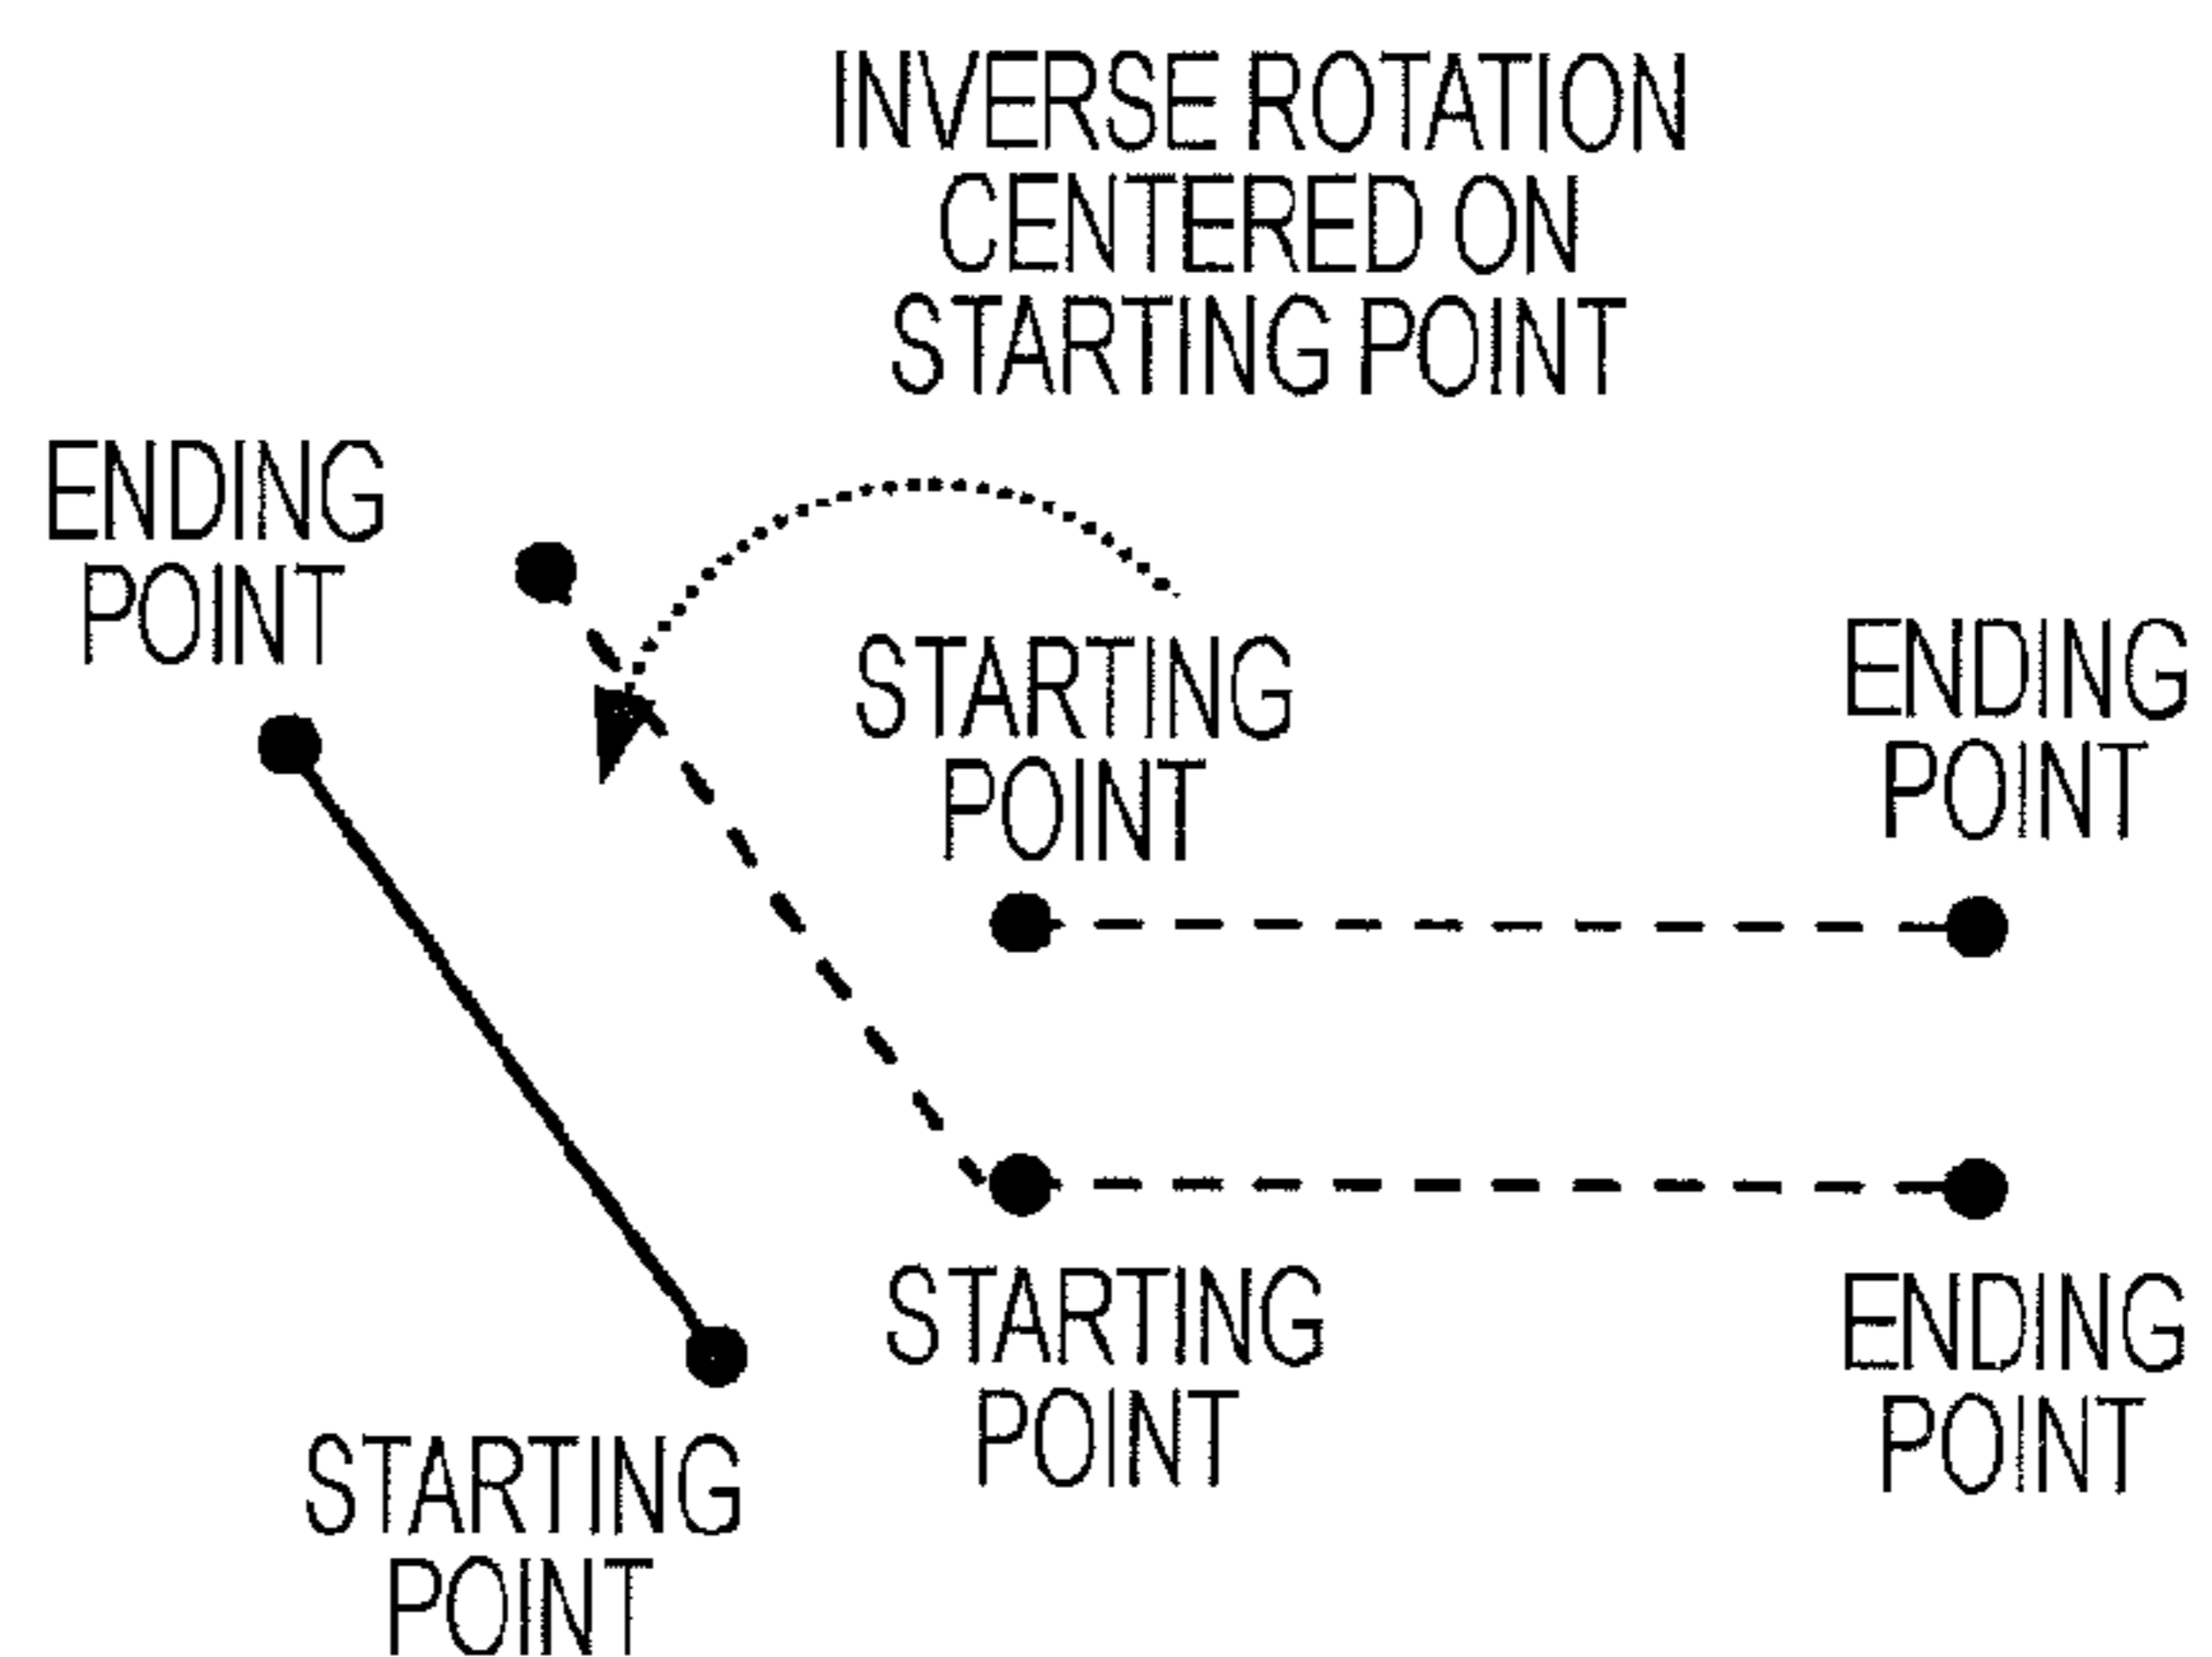 INVERSE ROTATION
CENTERED ON
STARTING POINT
ENDING
POINT
STARTING
POINT
ENDING
POINT
STARTING
POINT
ENDING
POINT
STARTING
POINT